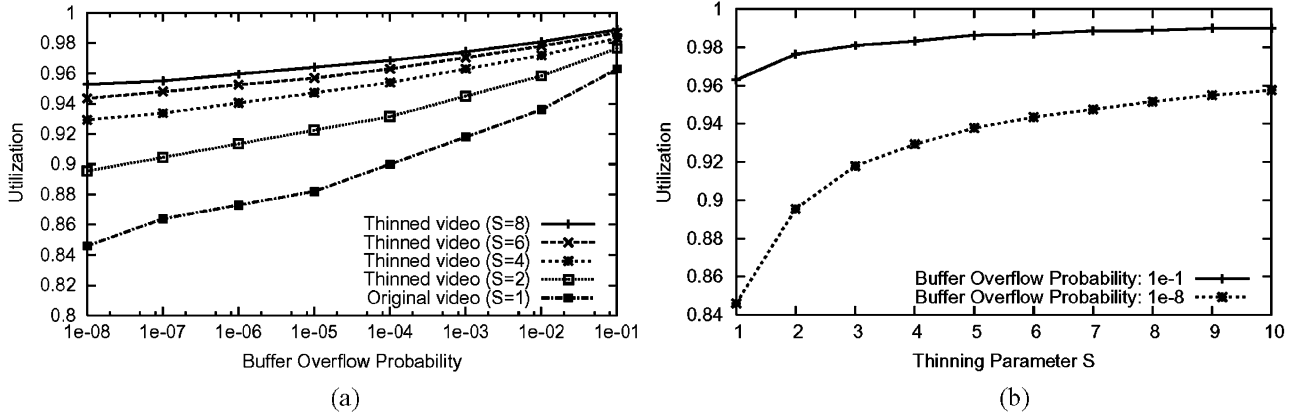 1
0.98
0.96
0.94
0.92
0.9
0.88
0.86
0.84
0.82
0.8
Utilization
Thinned video (S=8)
Thinned video (S=6)
Thinned video (S=4)
Thinned video (S=2)
Original video (S=1)
1e-08 1e-07 1e-06 1e-05 1e-04 1e-03 1e-02 1e-01
Buffer Overflow Probability
(a)
1
0.98
0.96
0.94
0.92
0.9
0.88
0.86
0.84
Utilization
Buffer Overflow Probability: 1e-1
Buffer Overflow Probability: 1e-8
1 2 3 4 5 6 7 8 9 10
Thinning Parameter S
(b)